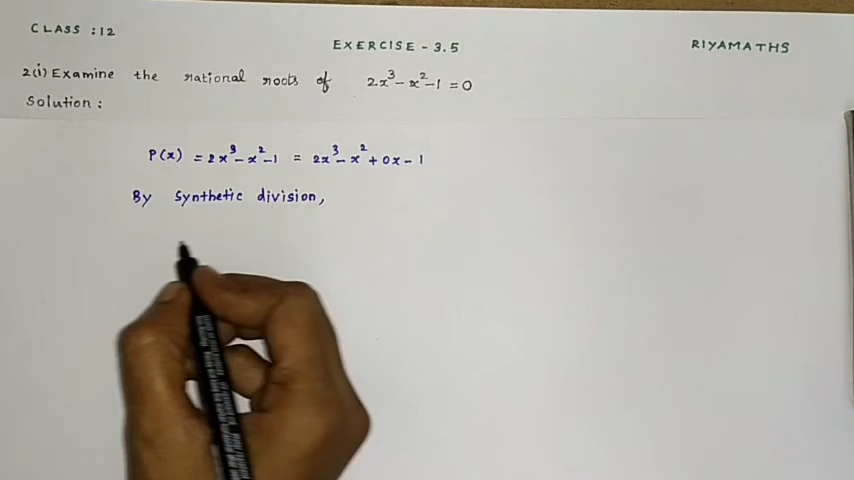 CLASS : 12
EXERCISE - 3.5
RIYAMATHS
2(i) Examine the rational roots of 2x³ - x² - 1 = 0
Solution :
P(x) = 2x³ - x² - 1 = 2x³ - x² + 0x - 1
By synthetic division,